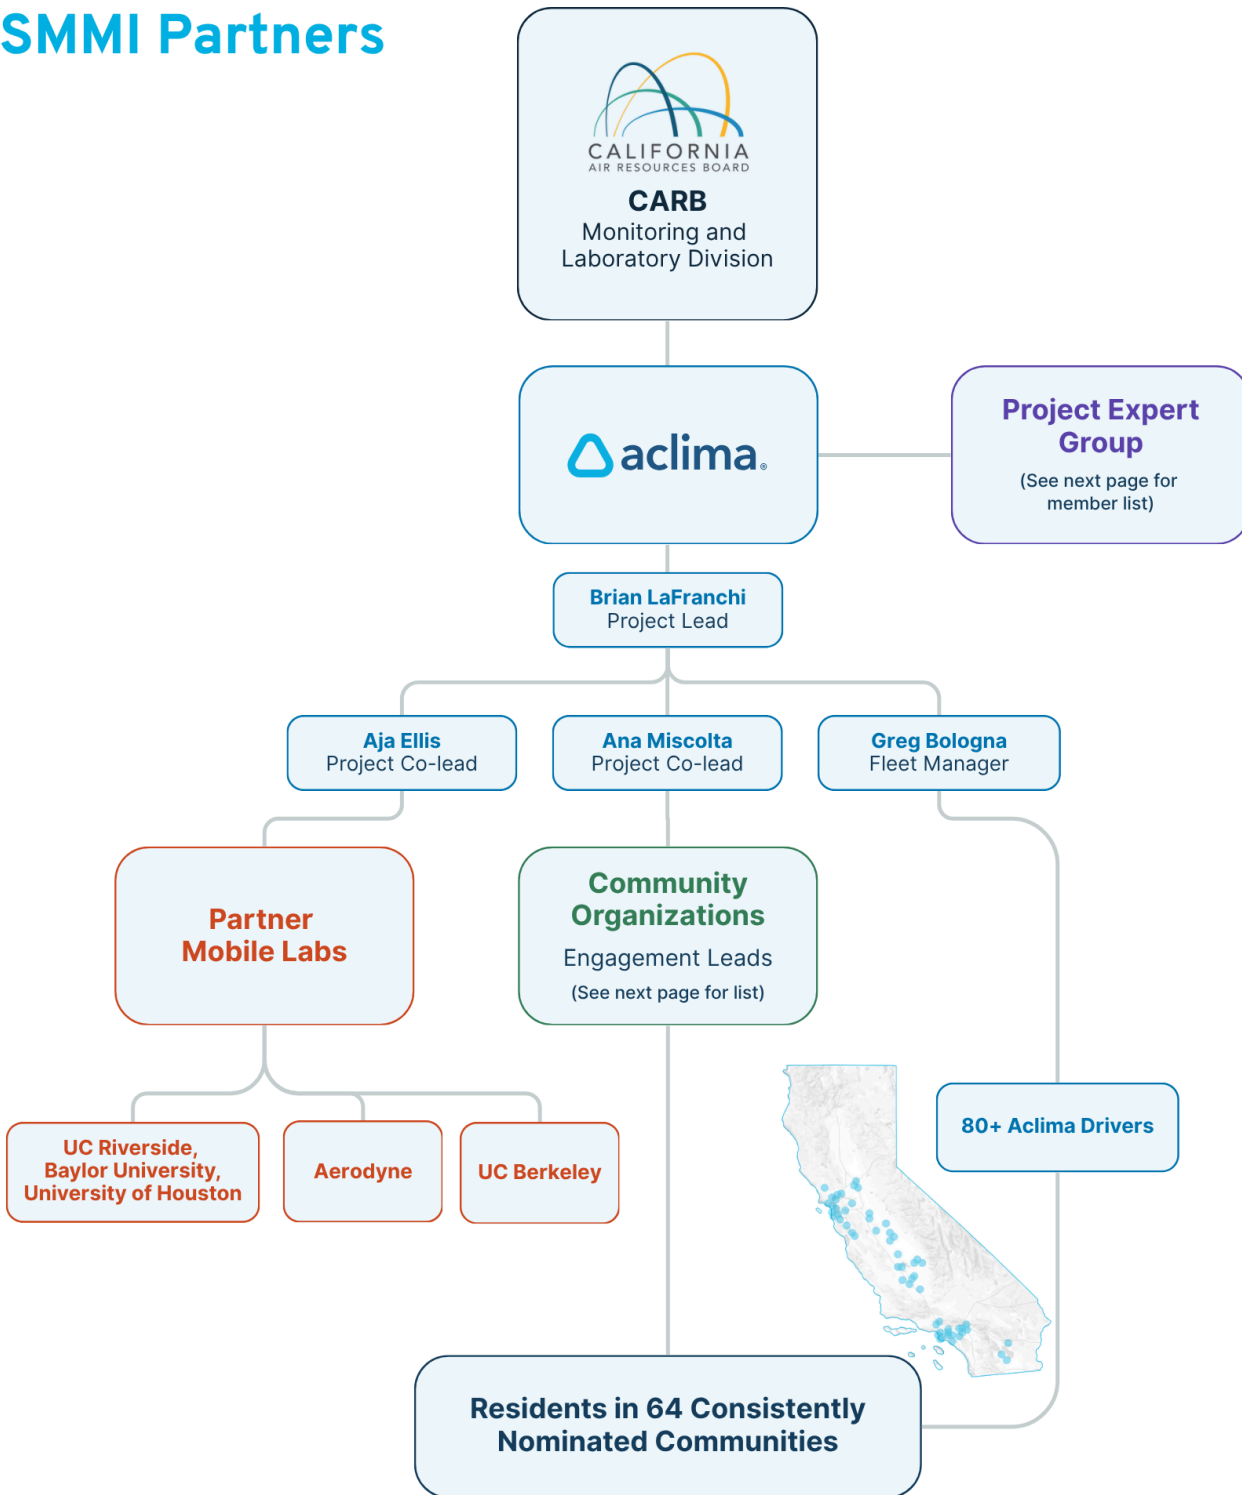 SMMI Partners
CALIFORNIA
AIR RESOURCES BOARD
CARB
Monitoring and
Laboratory Division
aclima®
Project Expert
Group
(See next page for
member list)
Brian LaFranchi
Project Lead
Aja Ellis
Project Co-lead
Ana Miscolta
Project Co-lead
Greg Bologna
Fleet Manager
Partner
Mobile Labs
Community
Organizations
Engagement Leads
(See next page for list)
UC Riverside,
Baylor University,
University of Houston
Aerodyne
UC Berkeley
80+ Aclima Drivers
Residents in 64 Consistently
Nominated Communities